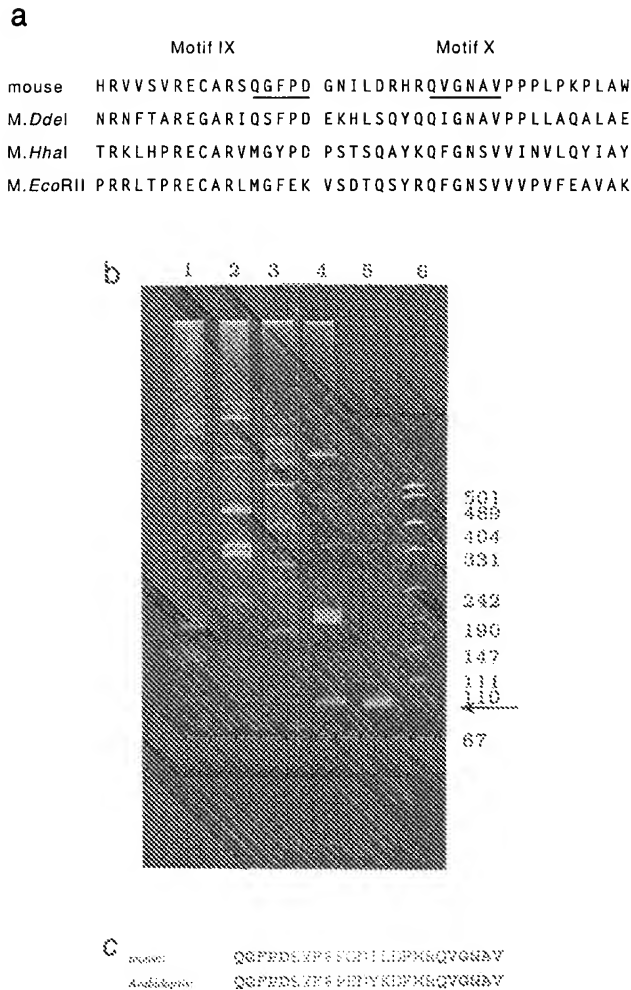 a
Motif IX Motif X
mouse HRVVSVRECARSQGFPD GNILDRHRQVGNAVPPPLPKPLAW
M.DdeI NRNFTAREGARIQSFPD EKHLSQYQQIGNAVPPLLAQALAE
M.HhaI TRKLHPRECARVMGYPD PSTSQAYKQFGNSVVINVLQYIAY
M.EcoRII PRRLTPRECARLMGFEK VSDTQSYRQFGNSVVVPVFEAVAK
b 1 2 3 4 5 6
501
489
404
331
242
190
147
111
110
67
c
mouse: